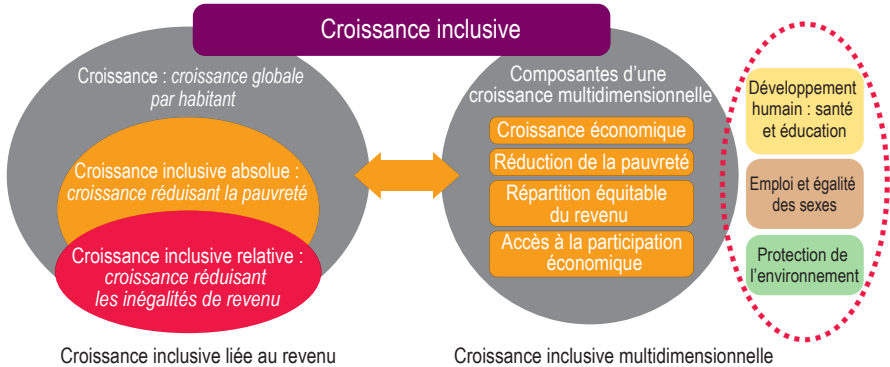 Croissance inclusive
Croissance : croissance globale
par habitant
Croissance inclusive absolue :
croissance réduisant la pauvreté
Croissance inclusive relative :
croissance réduisant
les inégalités de revenu
Croissance inclusive liée au revenu
Composantes d’une
croissance multidimensionnelle
Croissance économique
Réduction de la pauvreté
Répartition équitable
du revenu
Accès à la participation
économique
Croissance inclusive multidimensionnelle
Développement
humain : santé
et éducation
Emploi et égalité
des sexes
Protection de
l’environnement